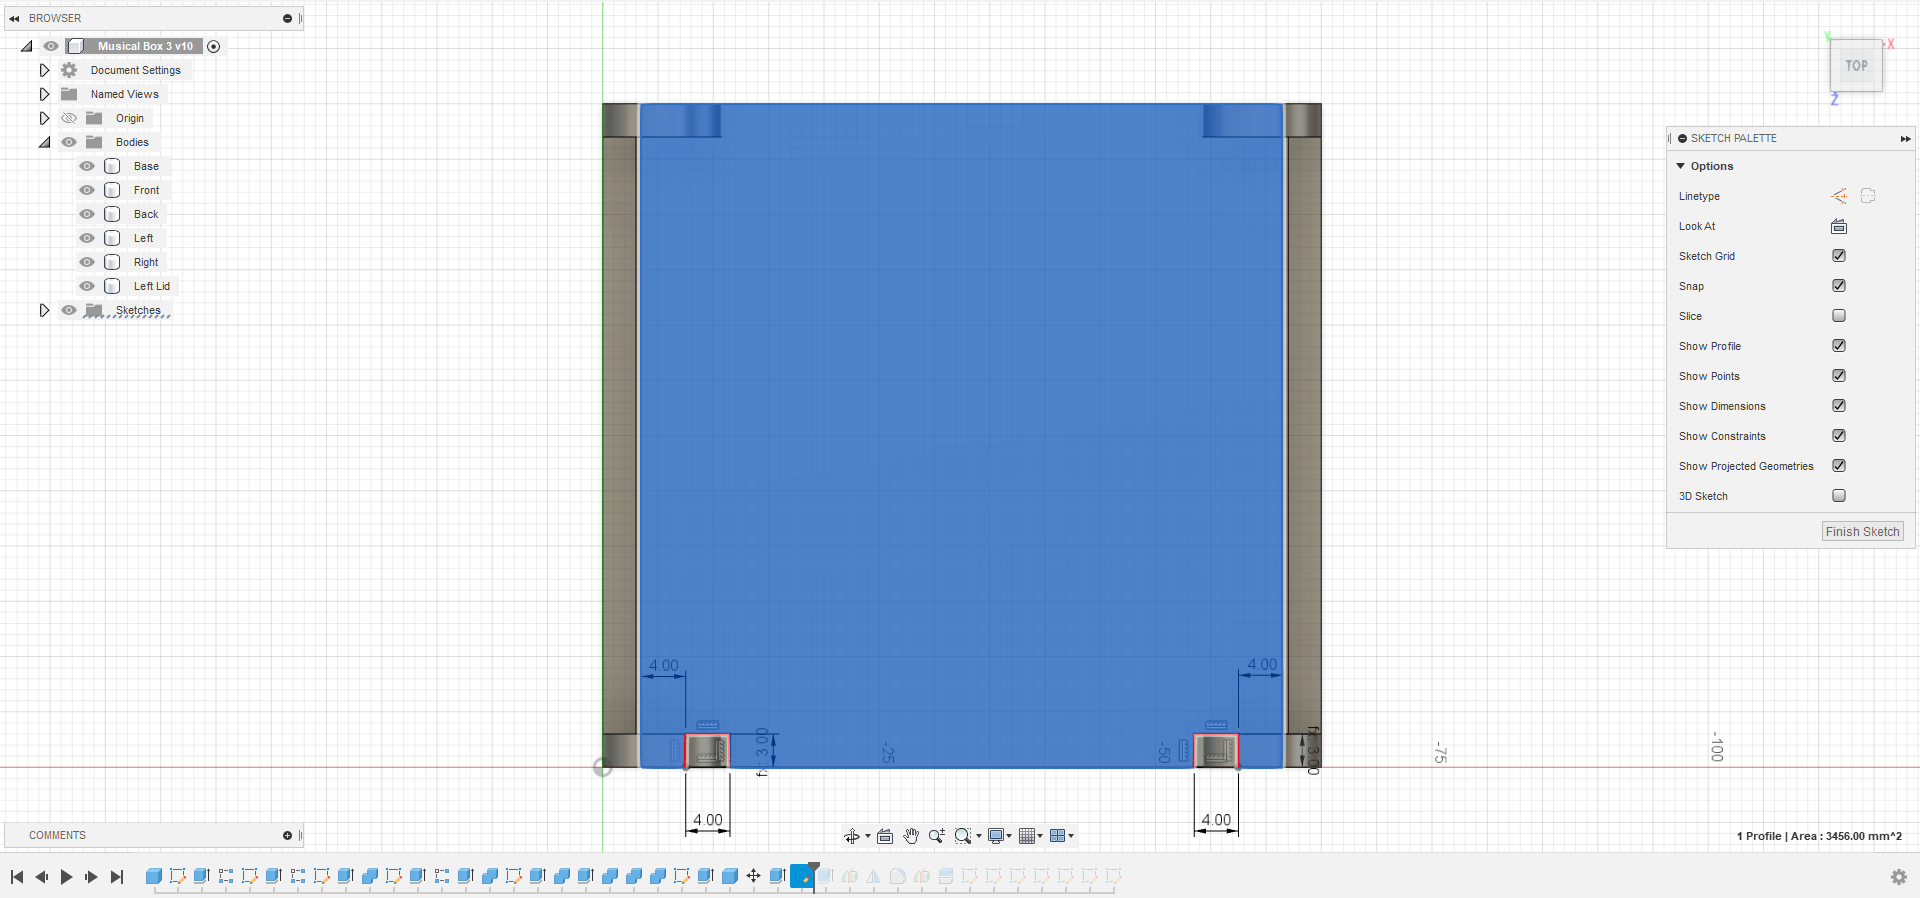 BROWSER
Musical Box 3 v10
Document Settings
Named Views
Origin
Bodies
Base
Front
Back
Left
Right
Left Lid
Sketches
Y
X
TOP
Z
SKETCH PALETTE
Options
Linetype
Look At
Sketch Grid
Snap
Slice
Show Profile
Show Points
Show Dimensions
Show Constraints
Show Projected Geometries
3D Sketch
Finish Sketch
4.00
4.00
fx: 3.00
-25
-50
fx: 3.00
-75
-100
4.00
4.00
COMMENTS
1 Profile | Area : 3456.00 mm^2